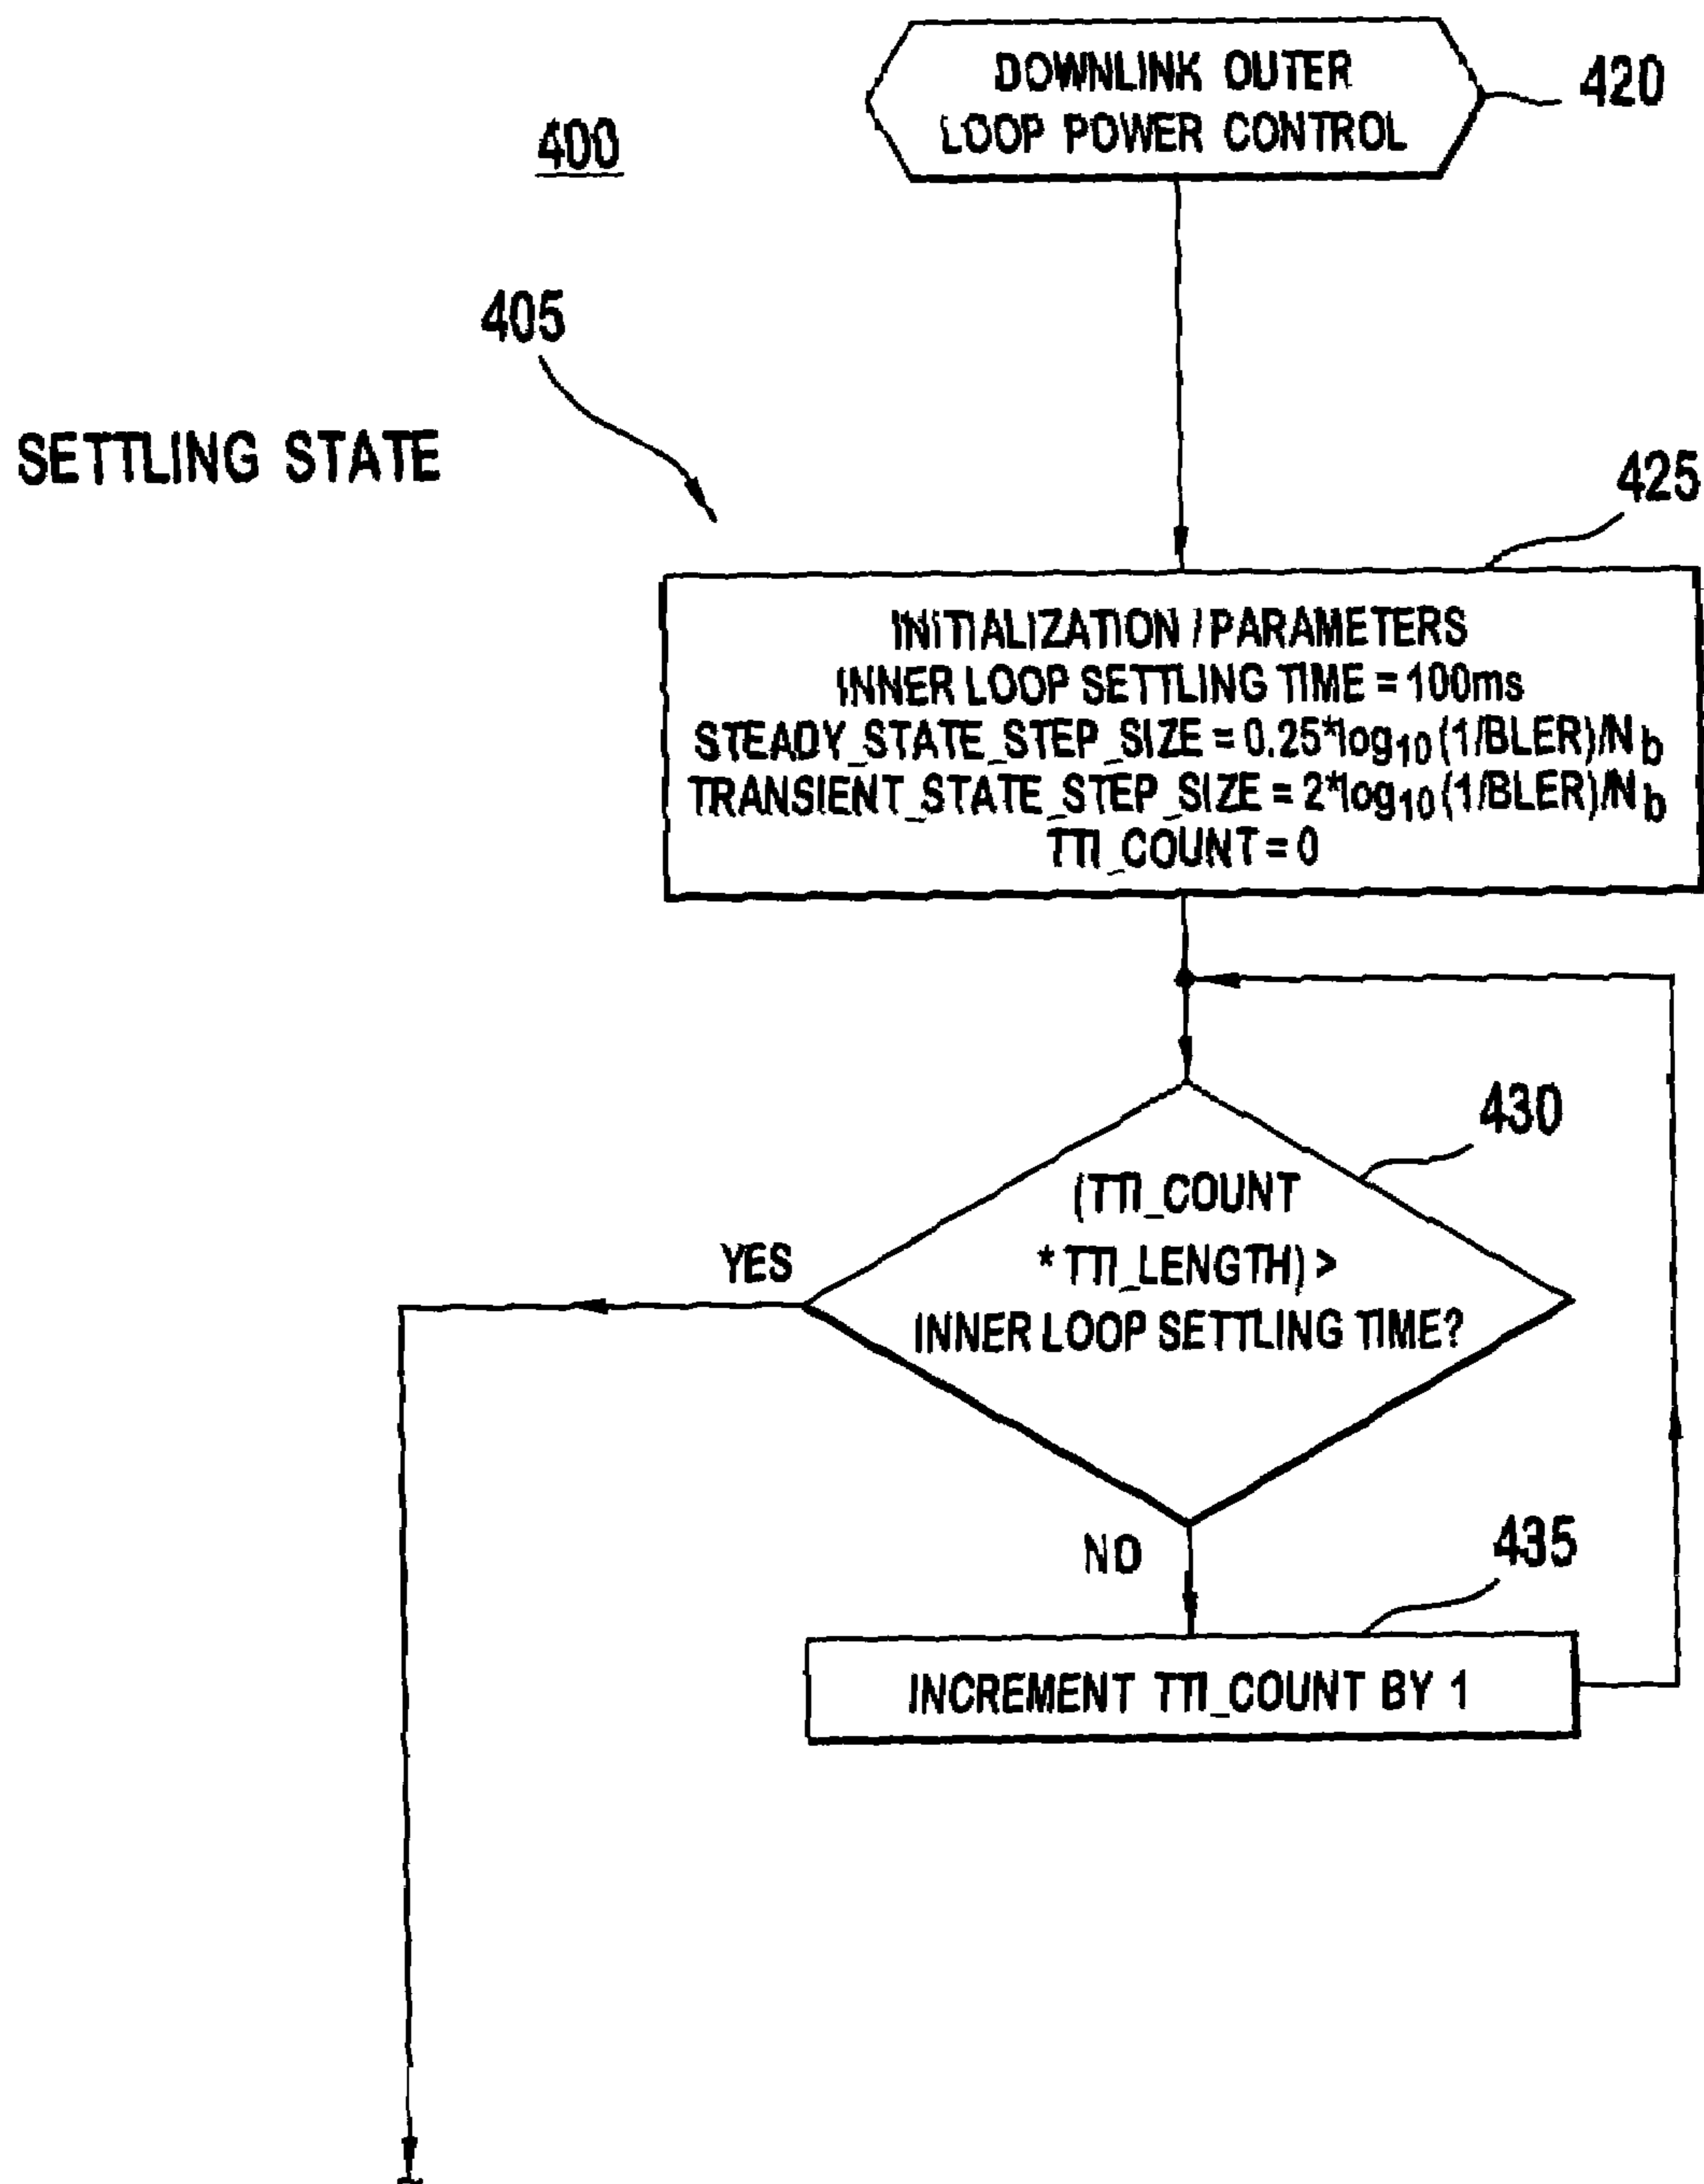 DOWNLINK OUTER
LOOP POWER CONTROL
420
400
405
SETTLING STATE
425
INITIALIZATION / PARAMETERS
INNER LOOP SETTLING TIME = 100ms
STEADY_STATE_STEP_SIZE = 0.25*log₁₀(1/BLER)/N b
TRANSIENT_STATE_STEP_SIZE = 2*log₁₀(1/BLER)/N b
TTI_COUNT = 0
430
(TTI_COUNT
* TTI_LENGTH) >
INNER LOOP SETTLING TIME?
YES
NO
435
INCREMENT TTI_COUNT BY 1